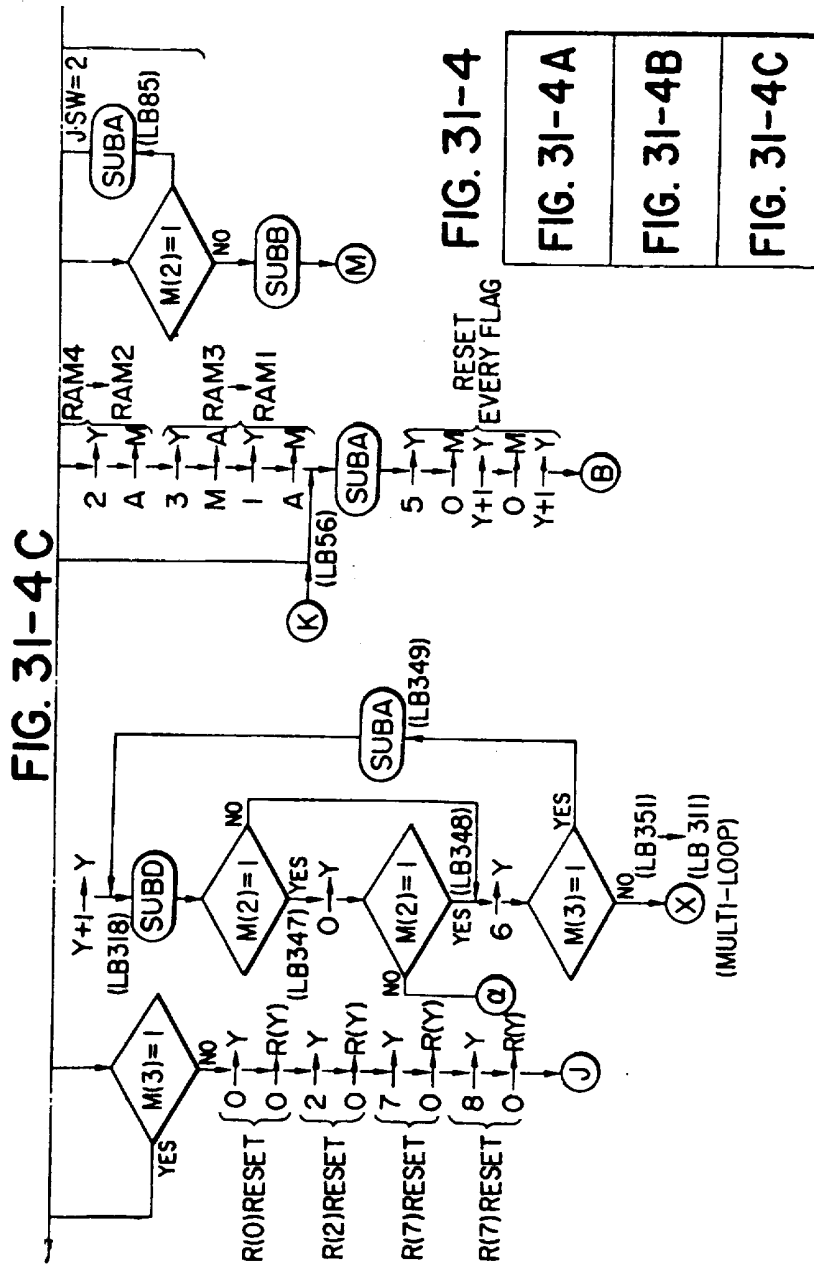 FIG. 31-4C
M(3)=1
YES
NO
R(0)RESET
0→Y
0→R(Y)
R(2)RESET
2→Y
0→R(Y)
R(7)RESET
7→Y
0→R(Y)
R(7)RESET
8→Y
0→R(Y)
J
Y+1→Y
(LB318)
SUBD
M(2)=1
NO
(LB347) YES
0→Y
M(2)=1
NO
α
YES (LB348)
6→Y
M(3)=1
YES
SUBA
(LB349)
NO
X
(LB351)
→
(LB 311)
(MULTI-LOOP)
K
(LB56)
2→Y
A→M
RAM4
→
RAM2
3→Y
M→A
1→Y
A→M
RAM3
→
RAM1
SUBA
5→Y
0→M
Y+1→Y
0→M
Y+1→Y
RESET
EVERY FLAG
B
M(2)=1
NO
SUBB
M
SUBA
(LB85)
J·SW=2
FIG. 31-4
FIG. 31-4A
FIG. 31-4B
FIG. 31-4C